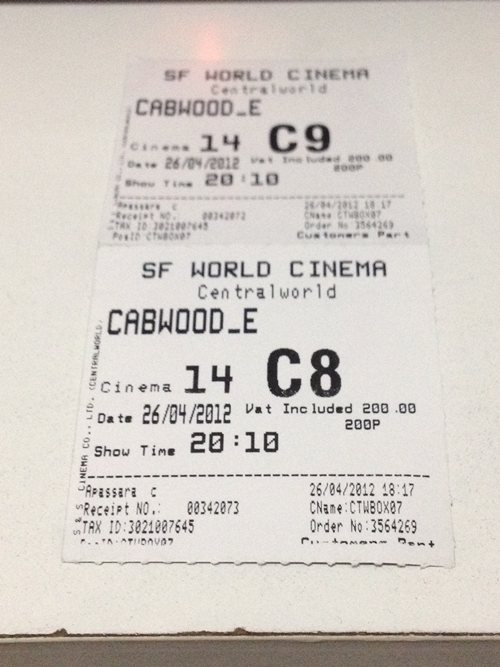 SF WORLD CINEMA
Centralworld
CABWOOD_E
Cinema 14 C9
Date 26/04/2012 Vat Included 200.00
200P
Show Time 20:10
Apassara c 26/04/2012 18:17
Receipt NO.: 00342072 CName:CTWBOX07
TAX ID:3021007645 Order No:3564269
PosID:CTWBOX07 Customers Part
SF WORLD CINEMA
Centralworld
CABWOOD_E
Cinema 14 C8
Date 26/04/2012 Vat Included 200.00
200P
Show Time 20:10
Apassara c 26/04/2012 18:17
Receipt NO.: 00342073 CName:CTWBOX07
TAX ID:3021007645 Order No:3564269
Customers Part
S & S CINEMA CO., LTD. (CENTRALWORLD)